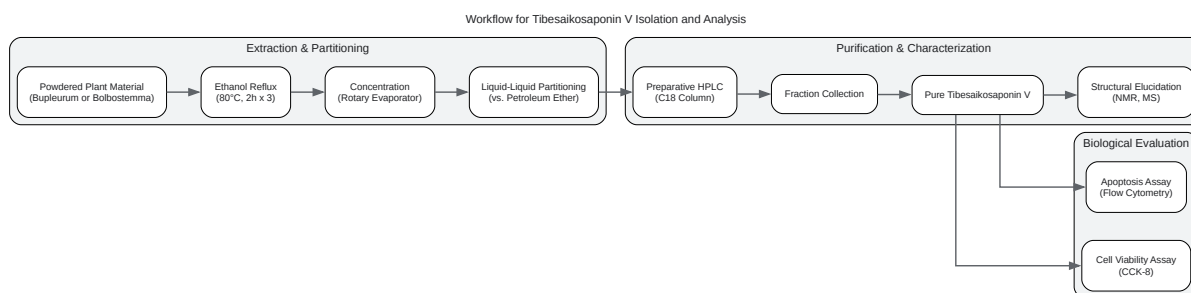 Workflow for Tibesaikosaponin V Isolation and Analysis
Extraction & Partitioning
Purification & Characterization
Powdered Plant Material
(Bupleurum or Bolbostema)
Ethanol Reflux
(80°C, 2h x 3)
Concentration
(Rotary Evaporator)
Liquid-Liquid Partitioning
(vs. Petroleum Ether)
Preparative HPLC
(C18 Column)
Fraction Collection
Pure Tibesaikosaponin V
Structural Elucidation
(NMR, MS)
Biological Evaluation
Apoptosis Assay
(Flow Cytometry)
Cell Viability Assay
(CCK-8)